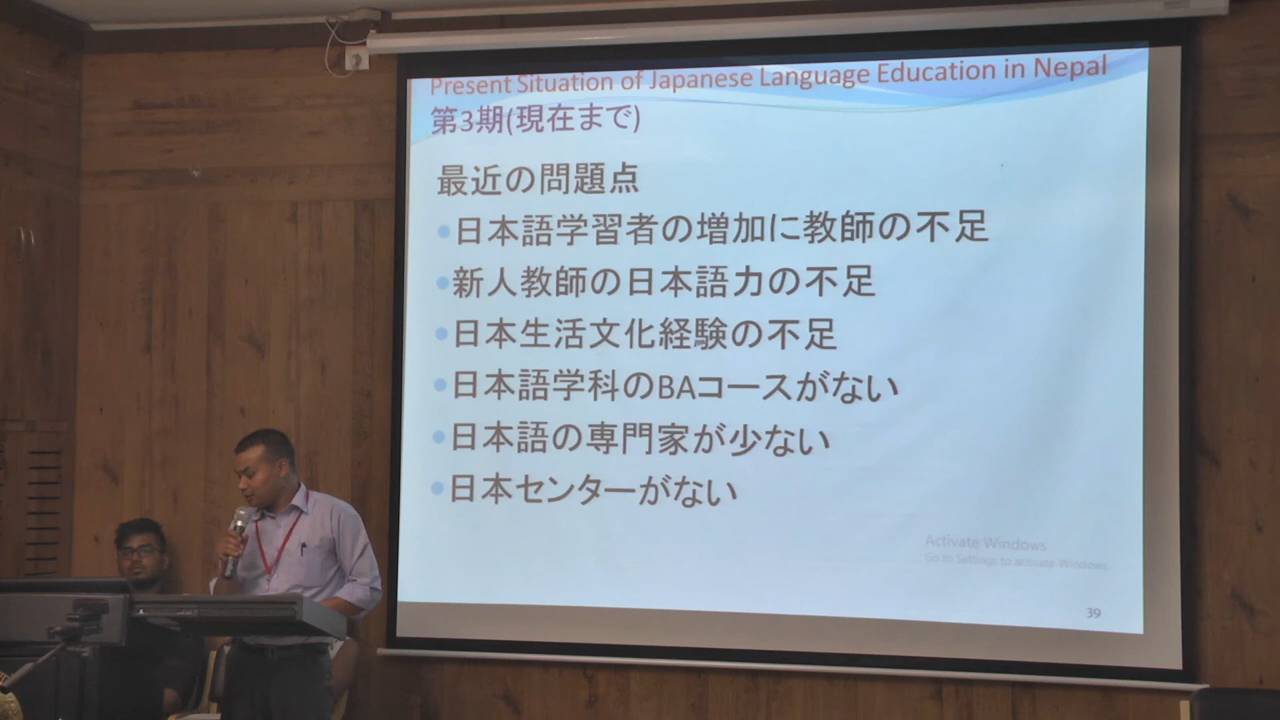 Present Situation of Japanese Language Education in Nepal
第3期(現在まで)
最近の問題点
•日本語学習者の増加に教師の不足
•新人教師の日本語力の不足
•日本生活文化経験の不足
•日本語学科のBAコースがない
•日本語の専門家が少ない
•日本センターがない
Activate Windows
Go to Settings to activate Windows.
39